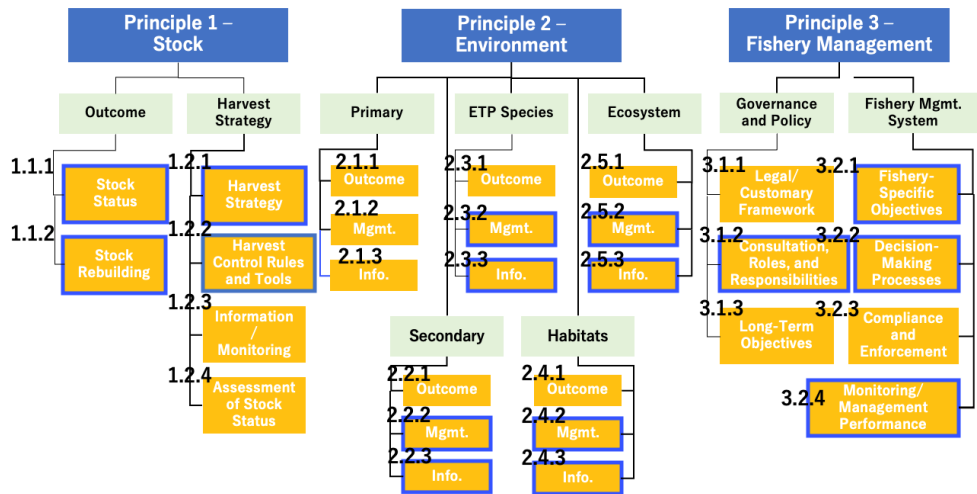 Principle 1 –
Stock
Principle 2 –
Environment
Principle 3 –
Fishery Management
Outcome
Harvest
Strategy
Primary
ETP Species
Ecosystem
Governance
and Policy
Fishery Mgmt.
System
1.1.1
Stock
Status
1.1.2
Stock
Rebuilding
1.2.1
Harvest
Strategy
1.2.2
Harvest
Control Rules
and Tools
1.2.3
Information
/
Monitoring
1.2.4
Assessment
of Stock
Status
2.1.1
Outcome
2.1.2
Mgmt.
2.1.3
Info.
2.3.1
Outcome
2.3.2
Mgmt.
2.3.3
Info.
2.5.1
Outcome
2.5.2
Mgmt.
2.5.3
Info.
3.1.1
Legal/
Customary
Framework
3.1.2
Consultation,
Roles, and
Responsibilities
3.1.3
Long-Term
Objectives
3.2.1
Fishery-
Specific
Objectives
3.2.2
Decision-
Making
Processes
3.2.3
Compliance
and
Enforcement
3.2.4
Monitoring/
Management
Performance
Secondary
2.2.1
Outcome
2.2.2
Mgmt.
2.2.3
Info.
Habitats
2.4.1
Outcome
2.4.2
Mgmt.
2.4.3
Info.